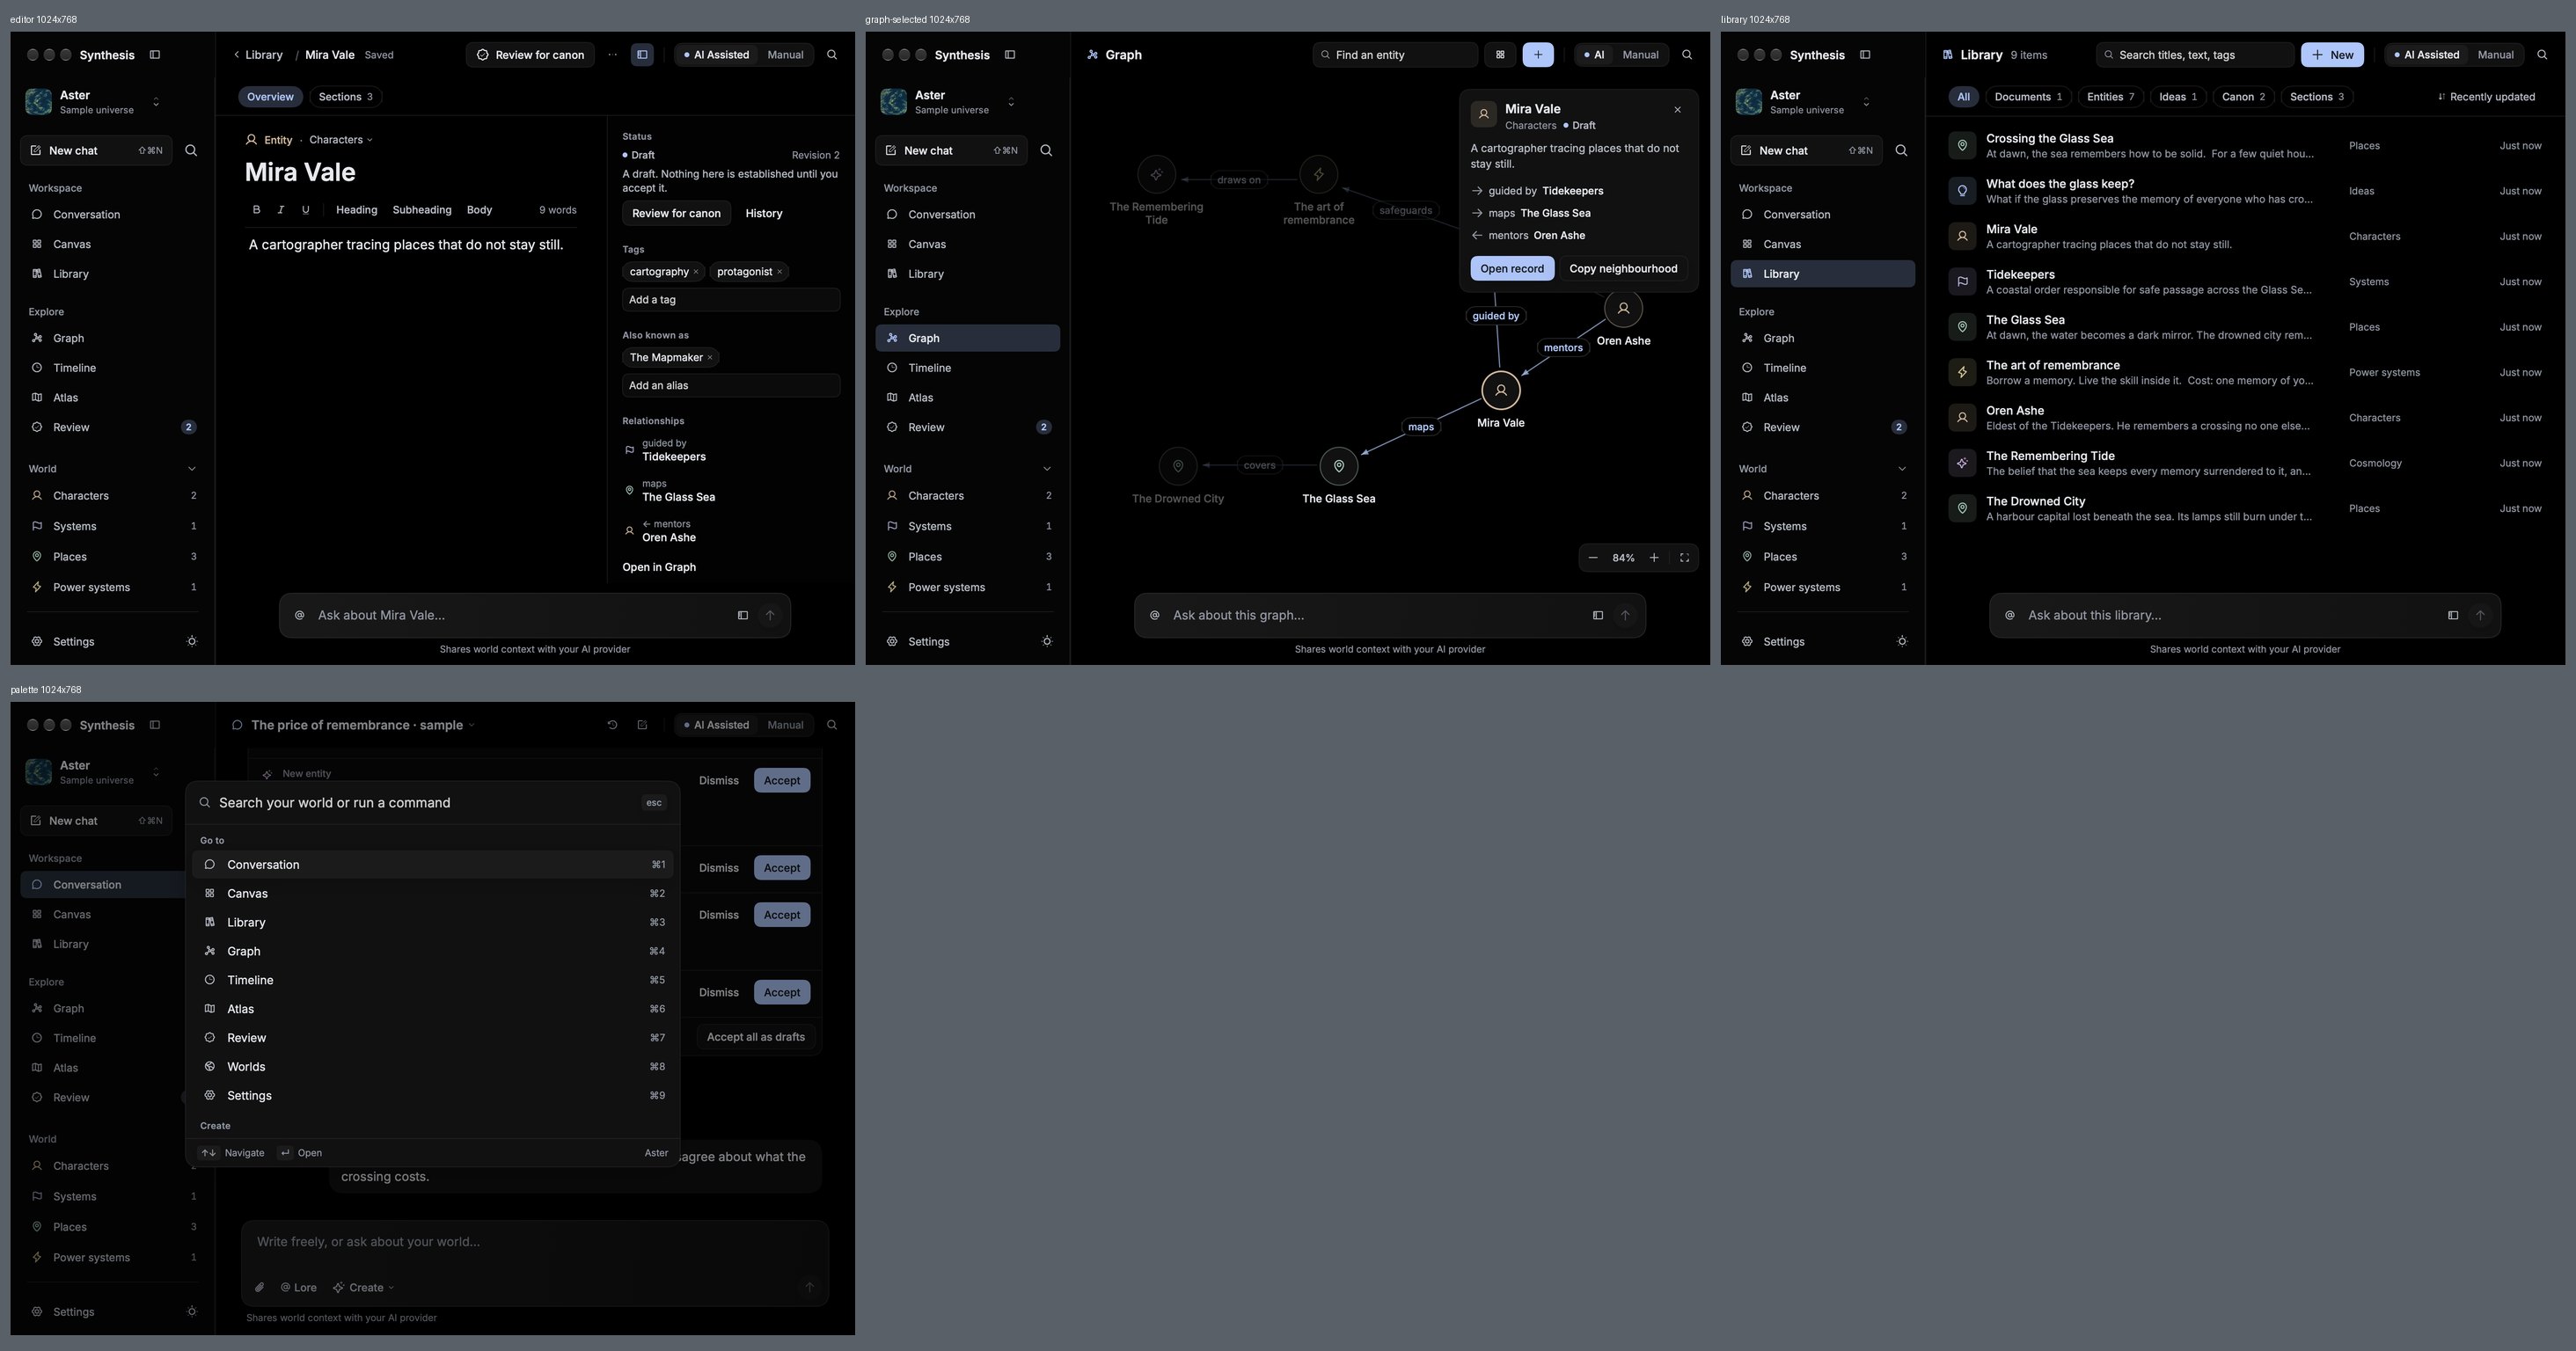 editor 1024x768
Synthesis
Aster
Sample universe
New chat ⇧⌘N
Workspace
Conversation
Canvas
Library
Explore
Graph
Timeline
Atlas
Review 2
World
Characters 2
Systems 1
Places 3
Power systems 1
Settings
Library / Mira Vale Saved
Review for canon
AI Assisted Manual
Overview
Sections 3
Entity · Characters
Mira Vale
B I U Heading Subheading Body 9 words
A cartographer tracing places that do not stay still.
Status
Draft Revision 2
A draft. Nothing here is established until you
accept it.
Review for canon History
Tags
cartography × protagonist ×
Add a tag
Also known as
The Mapmaker ×
Add an alias
Relationships
guided by
Tidekeepers
maps
The Glass Sea
← mentors
Oren Ashe
Open in Graph
@ Ask about Mira Vale...
Shares world context with your AI provider
graph-selected 1024x768
Synthesis
Aster
Sample universe
New chat ⇧⌘N
Workspace
Conversation
Canvas
Library
Explore
Graph
Timeline
Atlas
Review 2
World
Characters 2
Systems 1
Places 3
Power systems 1
Settings
Graph
Find an entity
AI Manual
Mira Vale ×
Characters Draft
A cartographer tracing places that do not
stay still.
→ guided by Tidekeepers
→ maps The Glass Sea
← mentors Oren Ashe
Open record Copy neighbourhood
draws on
The Remembering
Tide
The art of
remembrance
safeguards
guided by
mentors
Oren Ashe
Mira Vale
maps
covers
The Drowned City
The Glass Sea
− 84% +
@ Ask about this graph...
Shares world context with your AI provider
library 1024x768
Synthesis
Aster
Sample universe
New chat ⇧⌘N
Workspace
Conversation
Canvas
Library
Explore
Graph
Timeline
Atlas
Review 2
World
Characters 2
Systems 1
Places 3
Power systems 1
Settings
Library 9 items
Search titles, text, tags
+ New
AI Assisted Manual
All
Documents 1
Entities 7
Ideas 1
Canon 2
Sections 3
Recently updated
Crossing the Glass Sea
At dawn, the sea remembers how to be solid. For a few quiet hou...
Places Just now
What does the glass keep?
What if the glass preserves the memory of everyone who has cro...
Ideas Just now
Mira Vale
A cartographer tracing places that do not stay still.
Characters Just now
Tidekeepers
A coastal order responsible for safe passage across the Glass Se...
Systems Just now
The Glass Sea
At dawn, the water becomes a dark mirror. The drowned city rem...
Places Just now
The art of remembrance
Borrow a memory. Live the skill inside it. Cost: one memory of yo...
Power systems Just now
Oren Ashe
Eldest of the Tidekeepers. He remembers a crossing no one else...
Characters Just now
The Remembering Tide
The belief that the sea keeps every memory surrendered to it, an...
Cosmology Just now
The Drowned City
A harbour capital lost beneath the sea. Its lamps still burn under t...
Places Just now
@ Ask about this library...
Shares world context with your AI provider
palette 1024x768
Synthesis
Aster
Sample universe
New chat ⇧⌘N
Workspace
Conversation
Canvas
Library
Explore
Graph
Timeline
Atlas
Review
World
Characters
Systems 1
Places 3
Power systems 1
Settings
The price of remembrance · sample
AI Assisted Manual
New entity
Dismiss Accept
Dismiss Accept
Dismiss Accept
Dismiss Accept
Accept all as drafts
Search your world or run a command esc
Go to
Conversation ⌘1
Canvas ⌘2
Library ⌘3
Graph ⌘4
Timeline ⌘5
Atlas ⌘6
Review ⌘7
Worlds ⌘8
Settings ⌘9
Create
↑↓ Navigate ↵ Open Aster
agree about what the
crossing costs.
Write freely, or ask about your world...
@ Lore Create
Shares world context with your AI provider